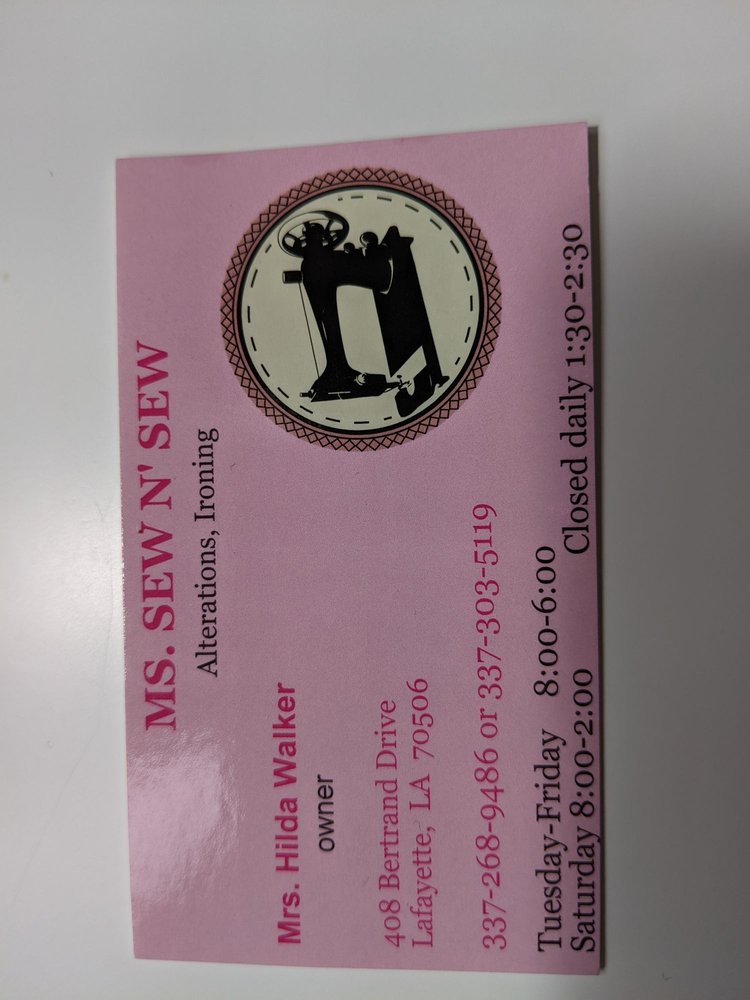 MS. SEW N' SEW
Alterations, Ironing
Mrs. Hilda Walker
owner
408 Bertrand Drive
Lafayette, LA 70506
337-268-9486 or 337-303-5119
Tuesday-Friday 8:00-6:00
Saturday 8:00-2:00 Closed daily 1:30-2:30